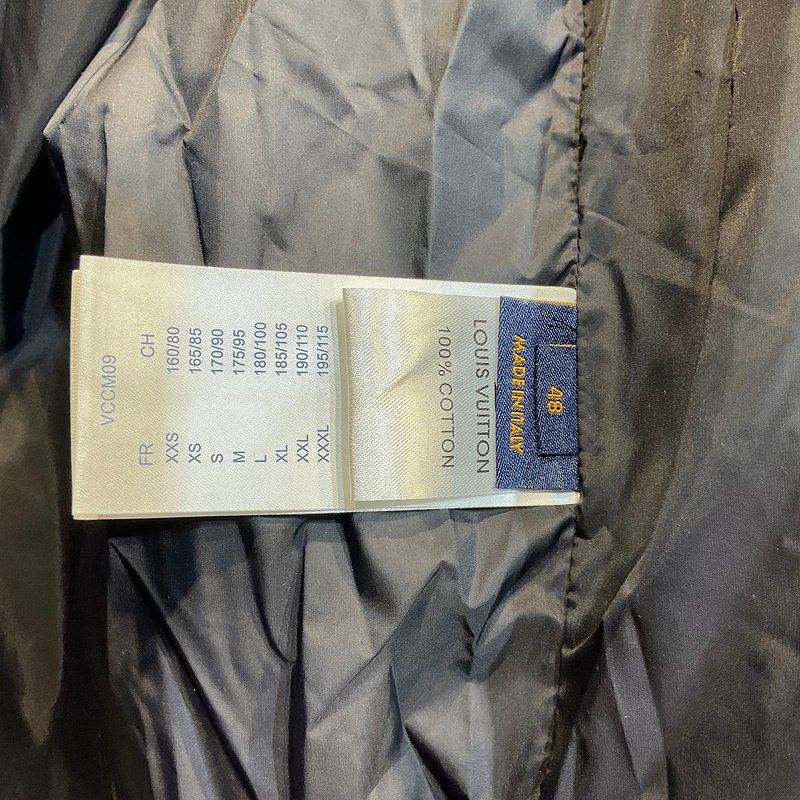 VCCM09
FR CH
XXS 160/80
XS 165/85
S 170/90
M 175/95
L 180/100
XL 185/105
XXL 190/110
XXXL 195/115
LOUIS VUITTON
100% COTTON
48
MADE IN ITALY